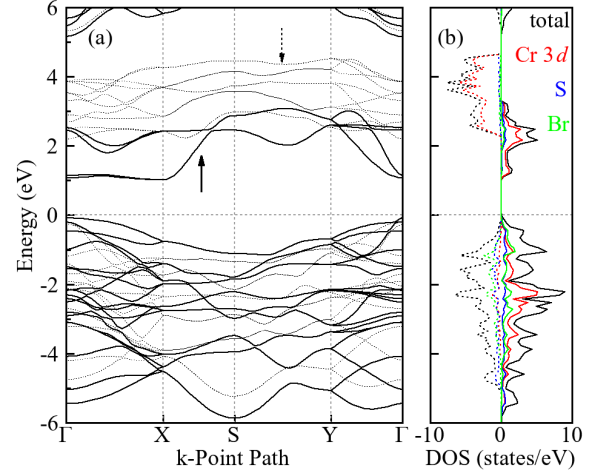 6
4
2
0
-2
-4
-6
Energy (eV)
(a)
Γ X S Y Γ
k-Point Path
(b)
total
Cr 3d
S
Br
-10 0 10
DOS (states/eV)